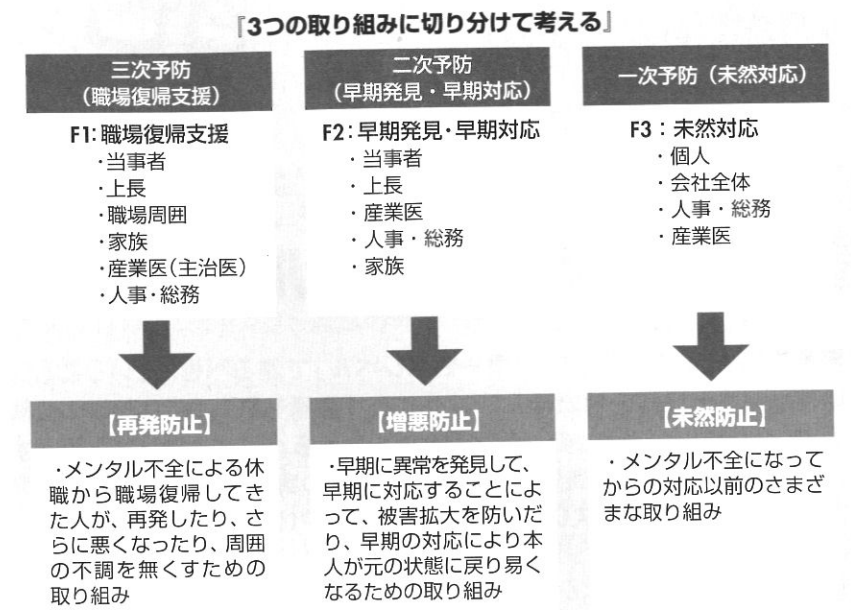 『3つの取り組みに切り分けて考える』
三次予防
（職場復帰支援）
F1：職場復帰支援
・当事者
・上長
・職場周囲
・家族
・産業医（主治医）
・人事・総務
【再発防止】
・メンタル不全による休
職から職場復帰してき
た人が、再発したり、さ
らに悪くなったり、周囲
の不調を無くすための
取り組み
二次予防
（早期発見・早期対応）
F2：早期発見・早期対応
・当事者
・上長
・産業医
・人事・総務
・家族
【増悪防止】
・早期に異常を発見して、
早期に対応することによ
って、被害拡大を防いだ
り、早期の対応により本
人が元の状態に戻り易く
なるための取り組み
一次予防（未然対応）
F3：未然対応
・個人
・会社全体
・人事・総務
・産業医
【未然防止】
・メンタル不全になって
からの対応以前のさまざ
まな取り組み